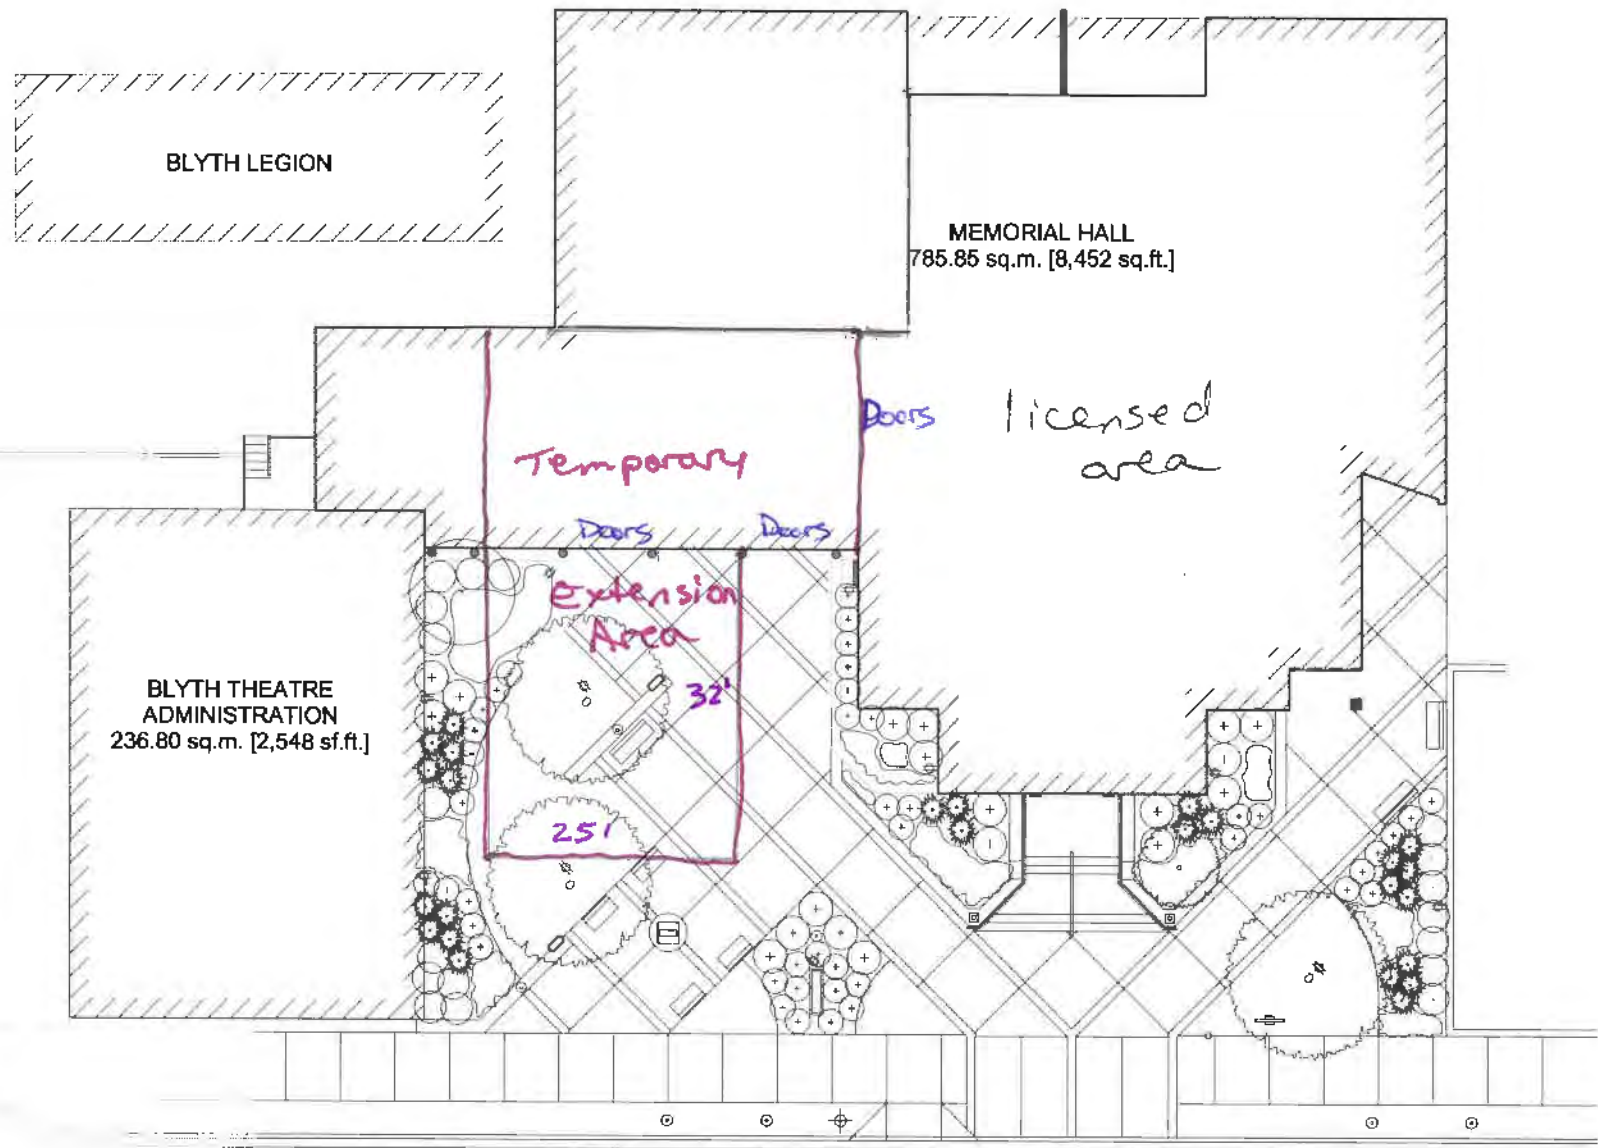 BLYTH LEGION
MEMORIAL HALL
785.85 sq.m. [8,452 sq.ft.]
Doors
licensed
area
Temporary
Doors
Doors
Extension
Area
32'
25'
BLYTH THEATRE
ADMINISTRATION
236.80 sq.m. [2,548 sf.ft.]